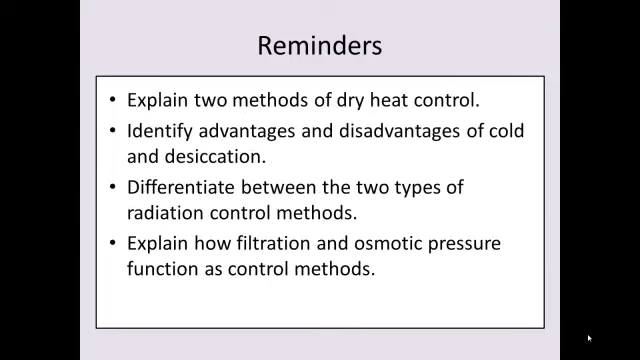 Reminders
• Explain two methods of dry heat control.
• Identify advantages and disadvantages of cold
and desiccation.
• Differentiate between the two types of
radiation control methods.
• Explain how filtration and osmotic pressure
function as control methods.